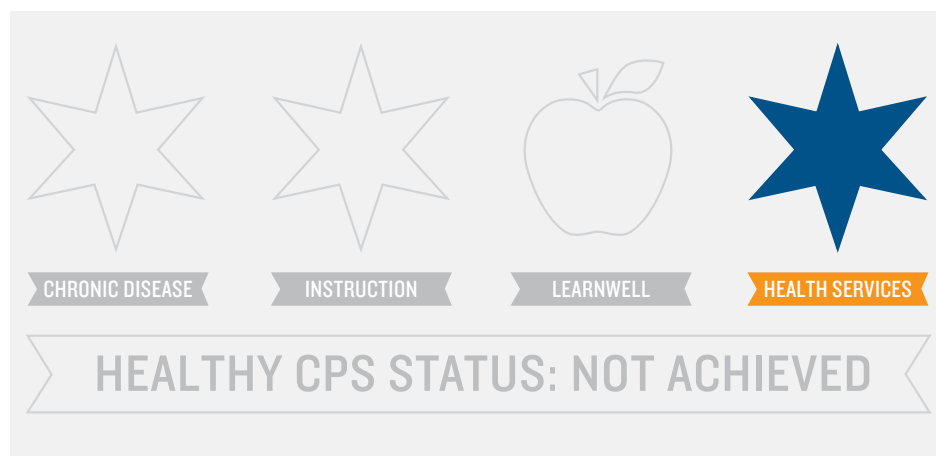 CHRONIC DISEASE
INSTRUCTION
LEARNWELL
HEALTH SERVICES
HEALTHY CPS STATUS: NOT ACHIEVED